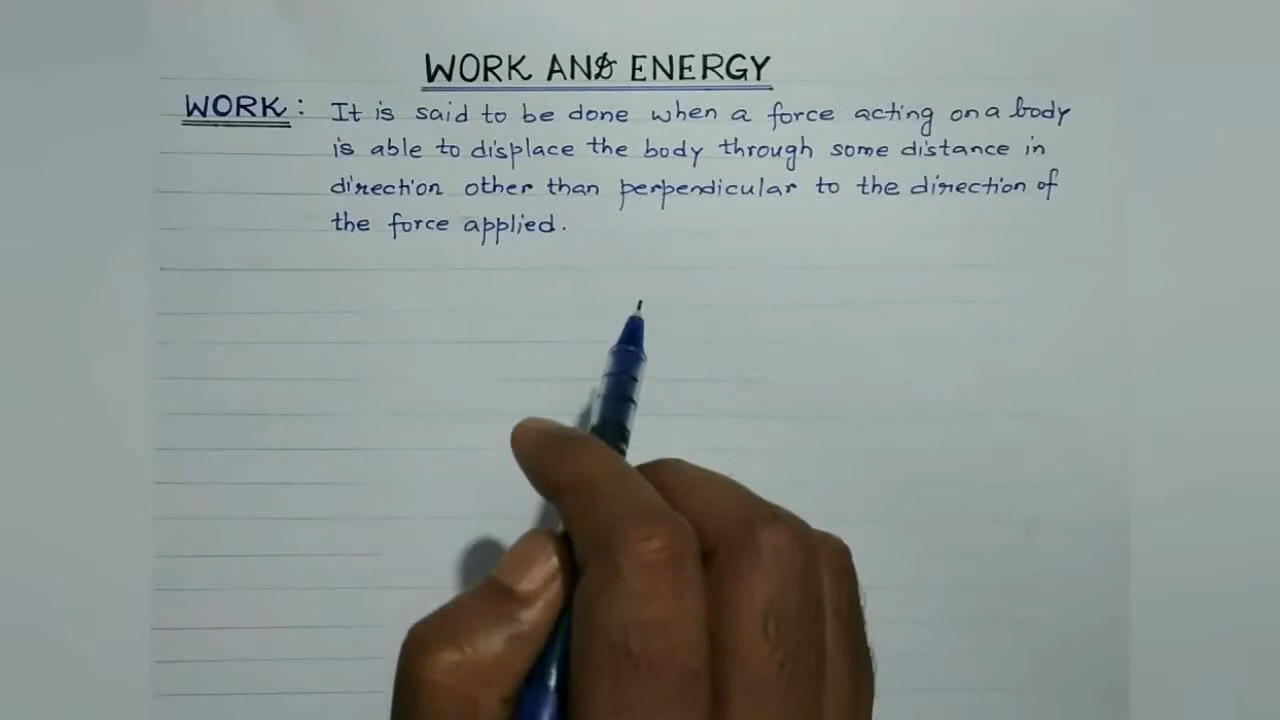 WORK AND ENERGY
WORK : It is said to be done when a force acting on a body
is able to displace the body through some distance in
direction other than perpendicular to the direction of
the force applied.